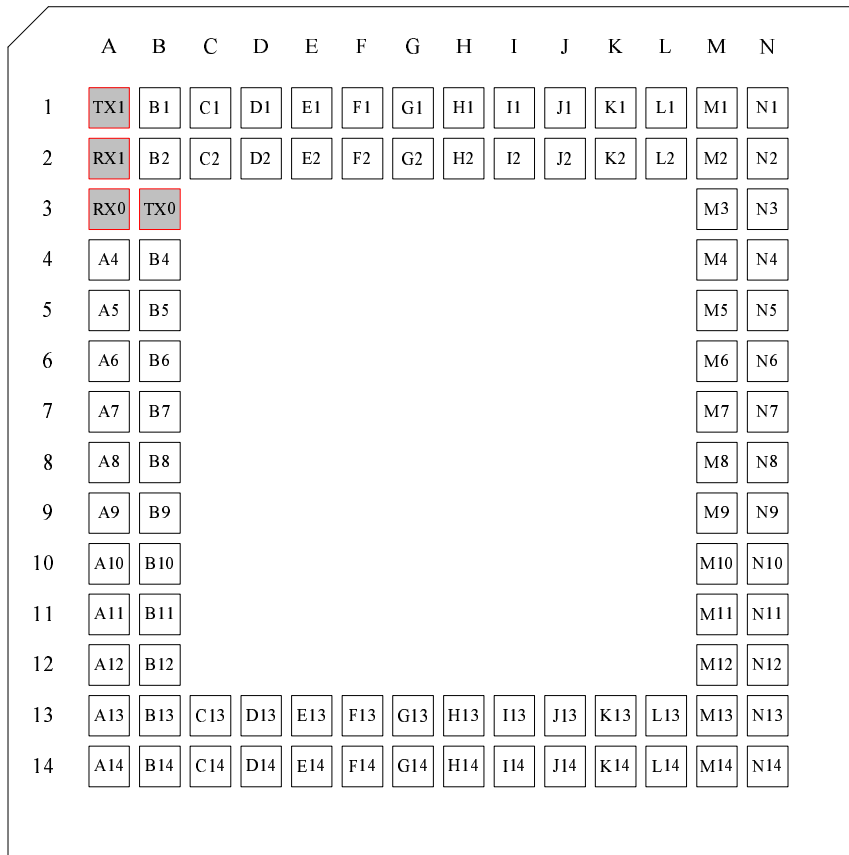 A B C D E F G H I J K L M N
1 TX1 B1 C1 D1 E1 F1 G1 H1 I1 J1 K1 L1 M1 N1
2 RX1 B2 C2 D2 E2 F2 G2 H2 I2 J2 K2 L2 M2 N2
3 RX0 TX0 M3 N3
4 A4 B4 M4 N4
5 A5 B5 M5 N5
6 A6 B6 M6 N6
7 A7 B7 M7 N7
8 A8 B8 M8 N8
9 A9 B9 M9 N9
10 A10 B10 M10 N10
11 A11 B11 M11 N11
12 A12 B12 M12 N12
13 A13 B13 C13 D13 E13 F13 G13 H13 I13 J13 K13 L13 M13 N13
14 A14 B14 C14 D14 E14 F14 G14 H14 I14 J14 K14 L14 M14 N14